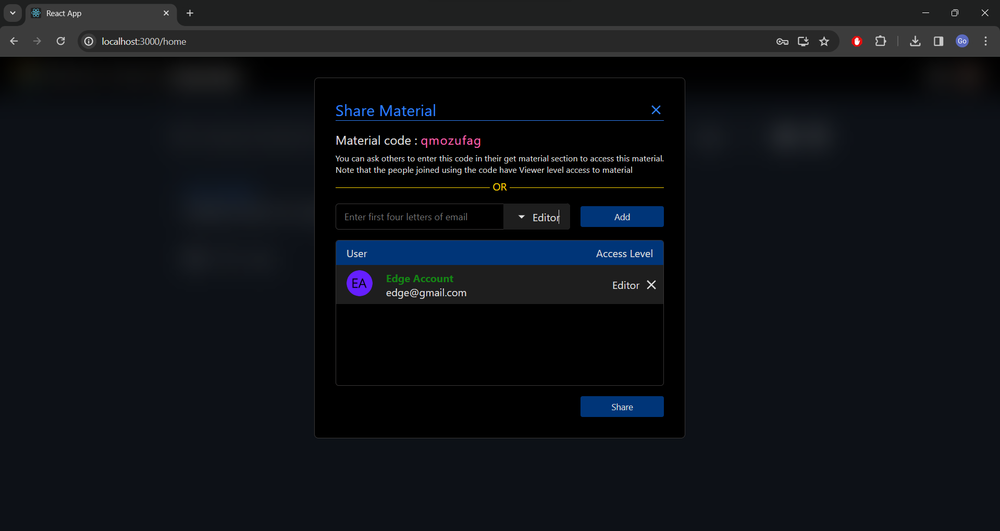 React App
localhost:3000/home
Go
Share Material
Material code : qmozufag
You can ask others to enter this code in their get material section to access this material.
Note that the people joined using the code have Viewer level access to material
OR
Enter first four letters of email
Editor
Add
User
Access Level
EA
Edge Account
edge@gmail.com
Editor
Share